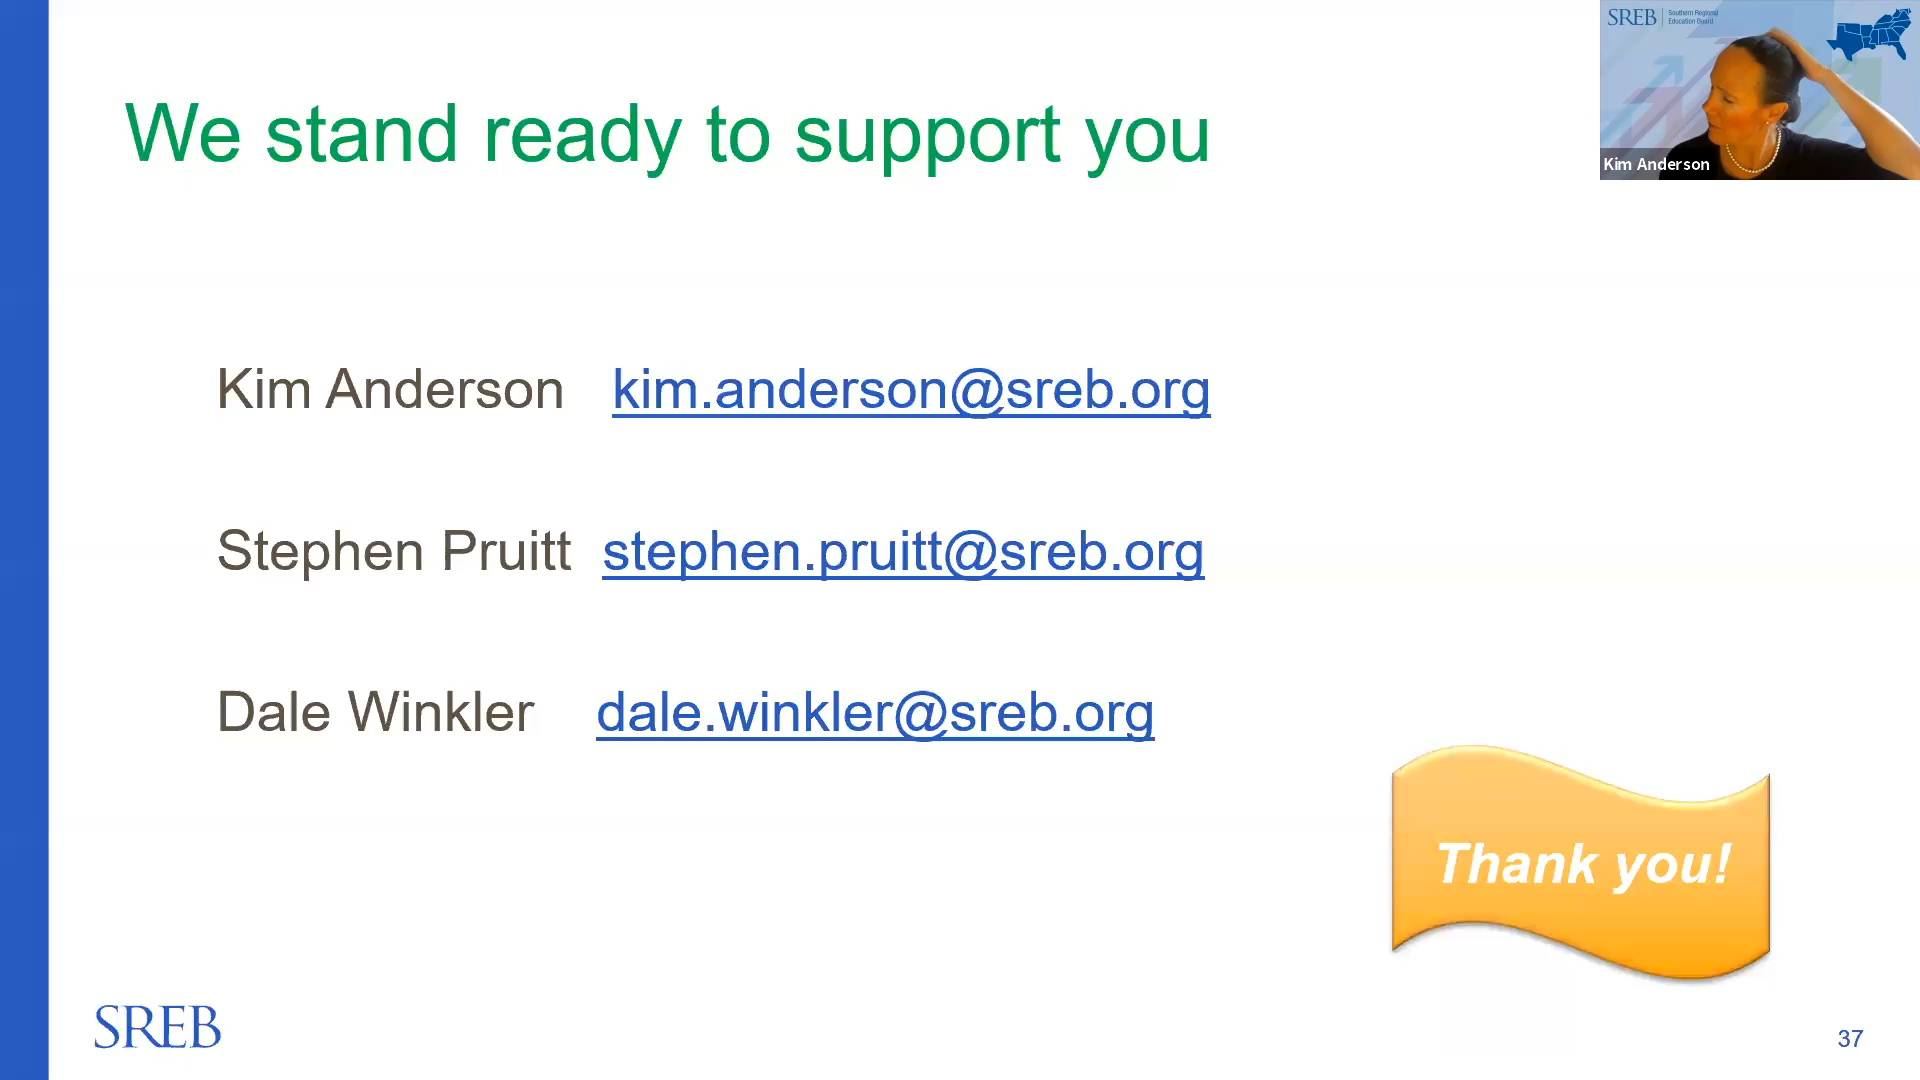 SREB Southern Regional
Education Board
Kim Anderson
We stand ready to support you
Kim Anderson kim.anderson@sreb.org
Stephen Pruitt stephen.pruitt@sreb.org
Dale Winkler dale.winkler@sreb.org
Thank you!
SREB
37